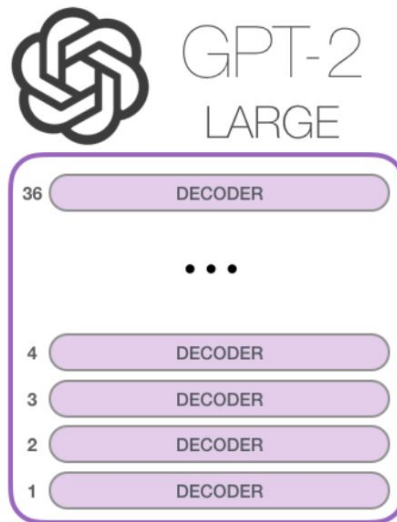 GPT-2
LARGE
36 DECODER
...
4 DECODER
3 DECODER
2 DECODER
1 DECODER